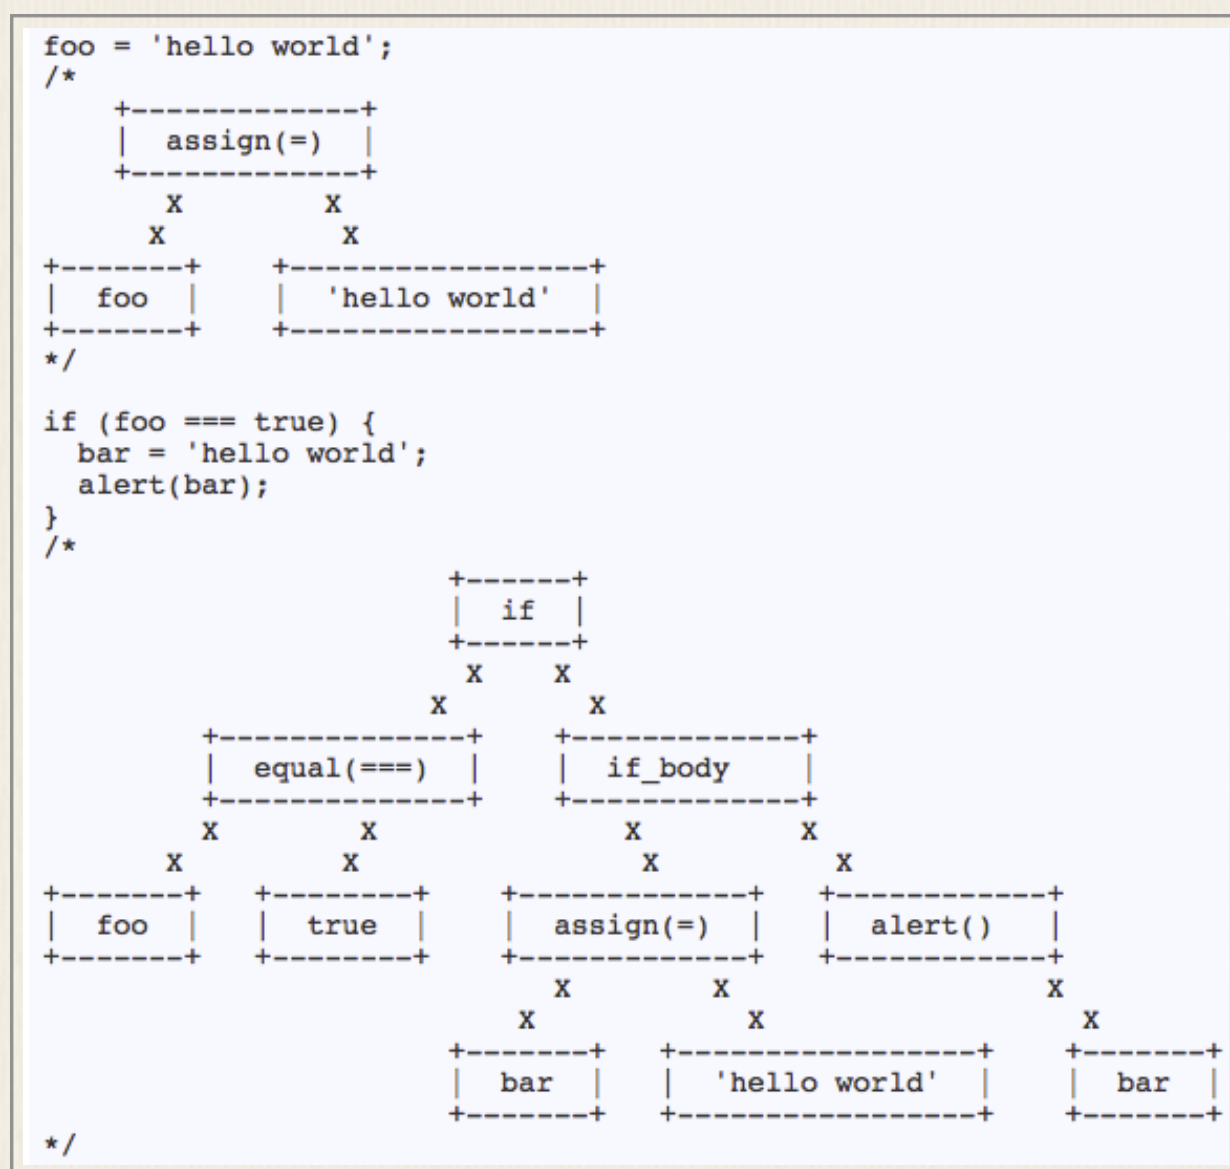 foo = 'hello world';
/*
    +-------------+
    |  assign(=)  |
    +-------------+
       X        X
      X          X
+-------+    +-----------------+
|  foo  |    |  'hello world'  |
+-------+    +-----------------+
*/

if (foo === true) {
  bar = 'hello world';
  alert(bar);
}
/*
                       +------+
                       |  if  |
                       +------+
                        X    X
                      X        X
         +--------------+    +-------------+
         |  equal(===)  |    |  if_body    |
         +--------------+    +-------------+
         X        X              X         X
       X         X                X          X
+-------+   +--------+    +-------------+   +------------+
|  foo  |   |  true  |    |  assign(=)  |   |  alert()   |
+-------+   +--------+    +-------------+   +------------+
                             X        X                  X
                           X            X                  X
                       +-------+   +-----------------+    +-------+
                       |  bar  |   |  'hello world'  |    |  bar  |
                       +-------+   +-----------------+    +-------+
*/